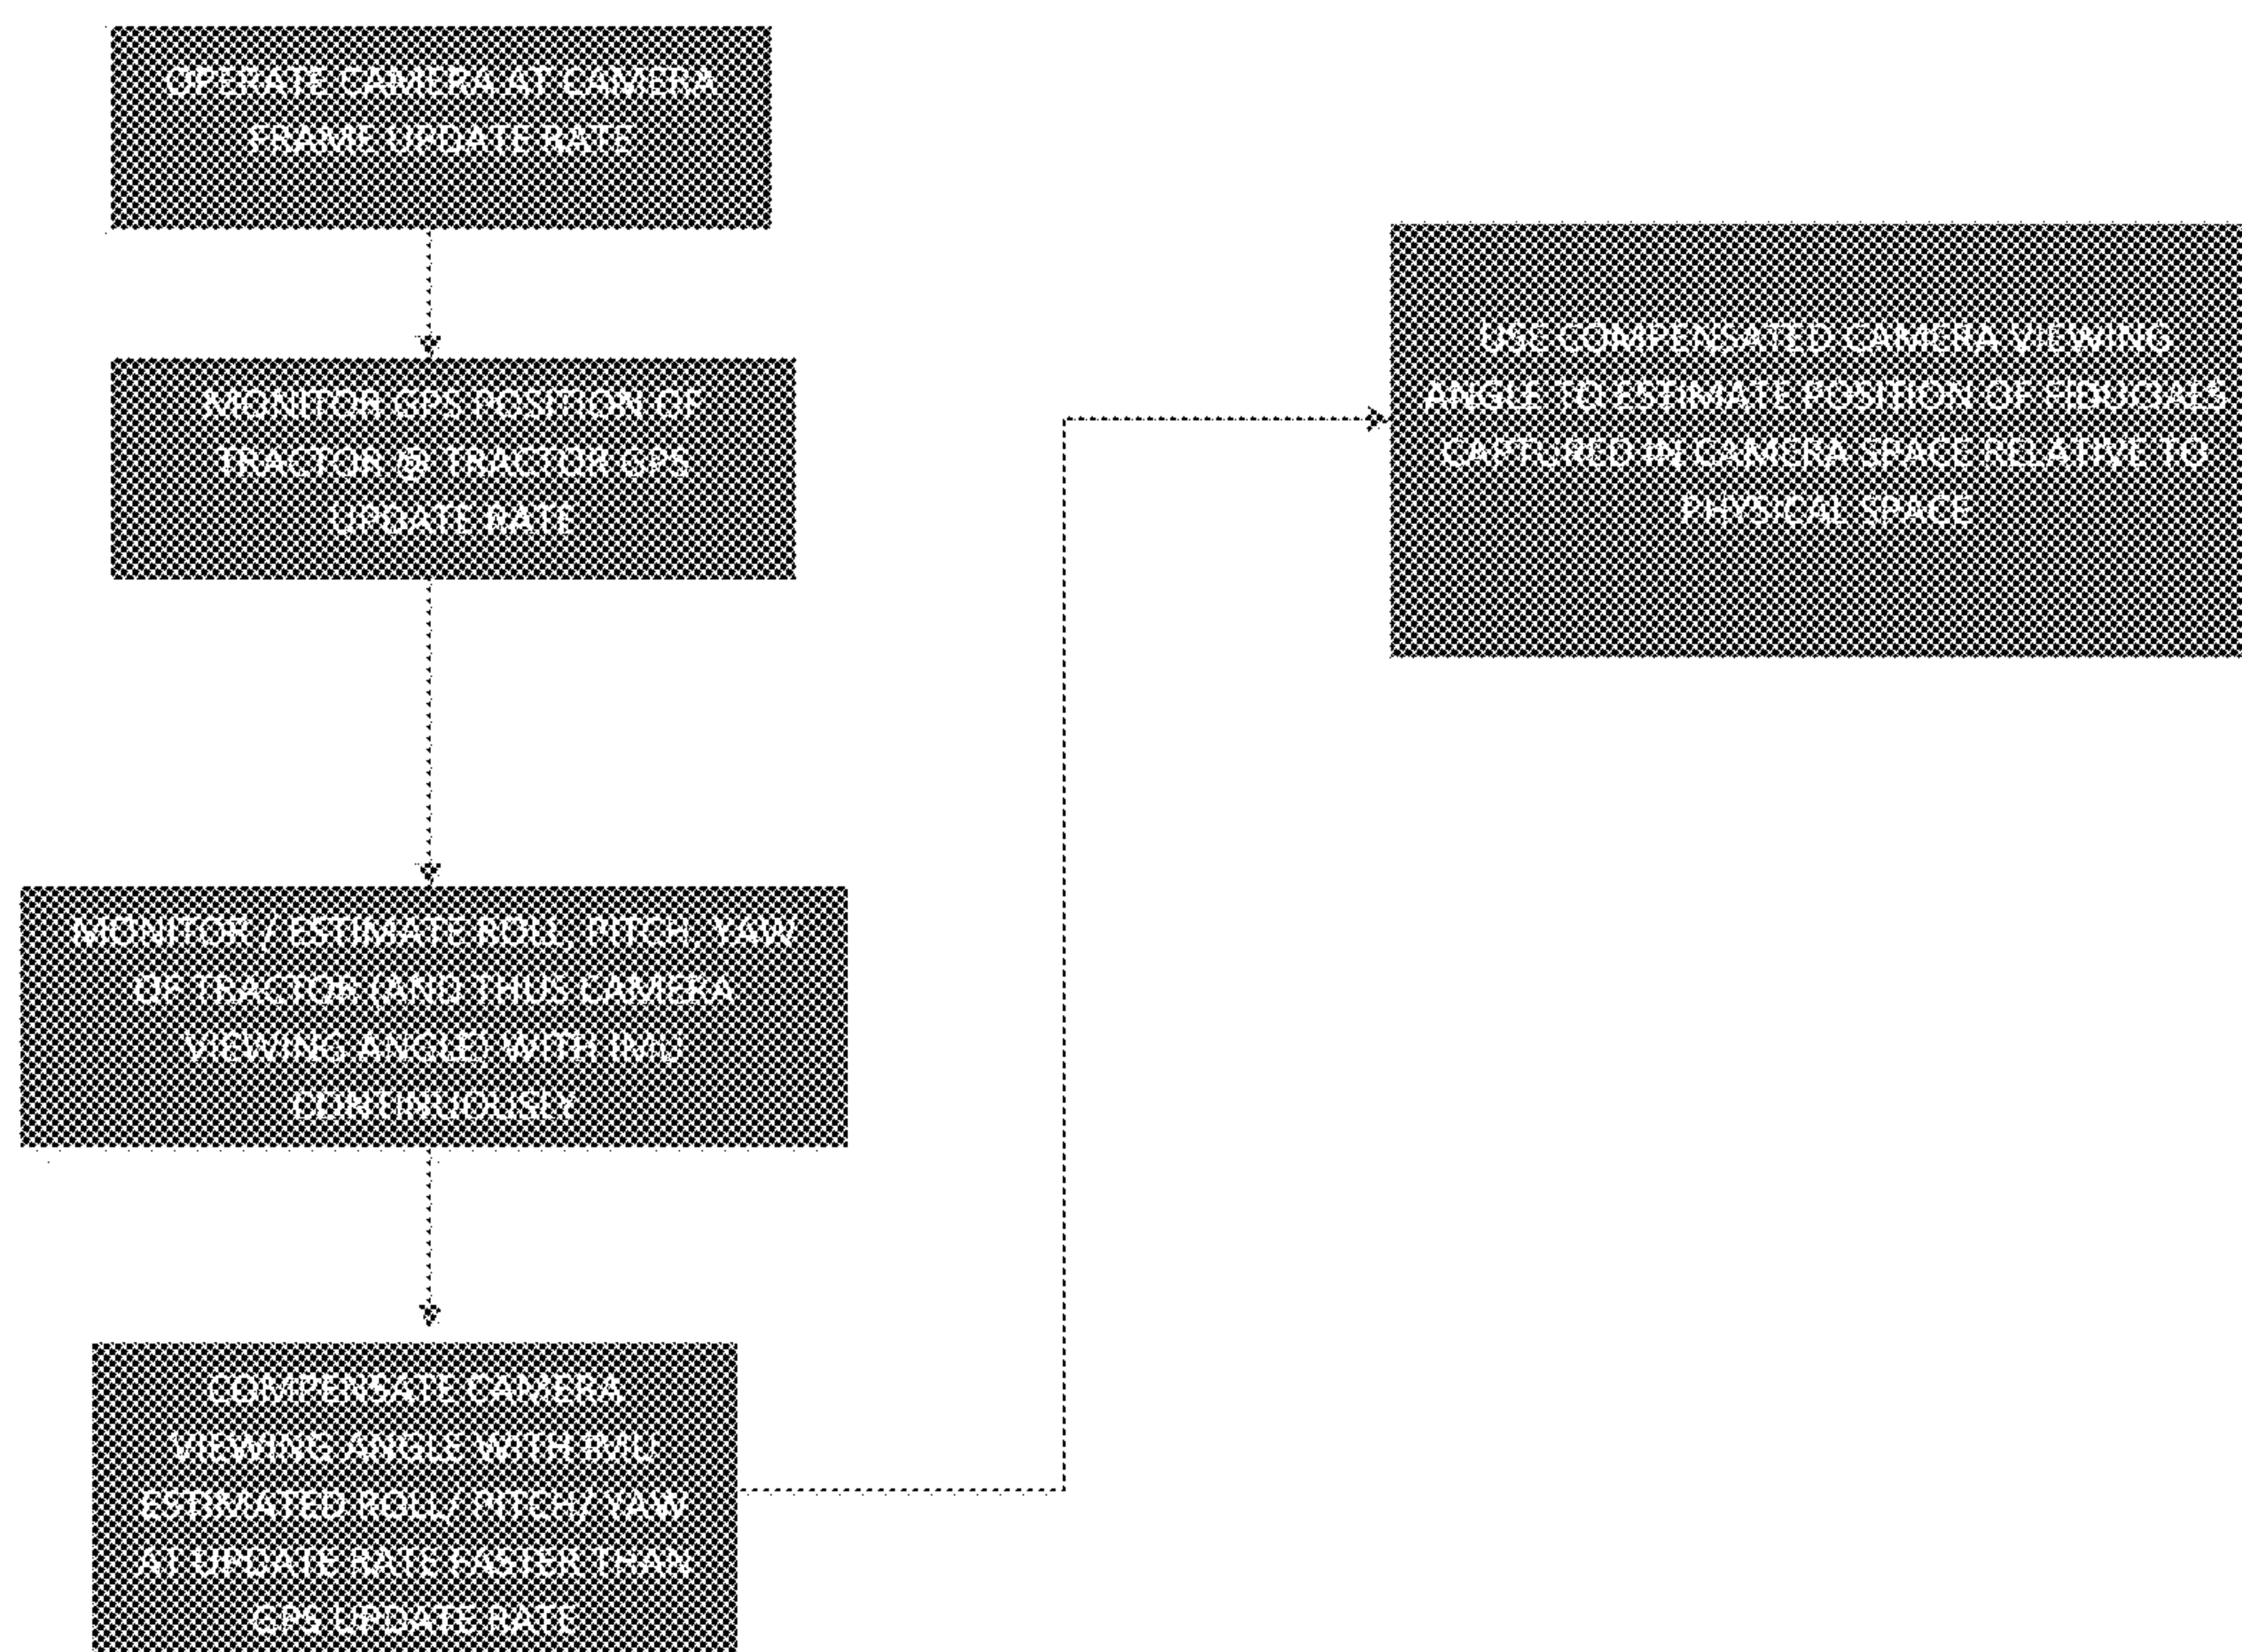 OPERATE CAMERA AT CAMERA
FRAME UPDATE RATE
MONITOR GPS POSITION OF
TRACTOR @ TRACTOR GPS
UPDATE RATE
MONITOR / ESTIMATE ROLL, PITCH, YAW
OF TRACTOR (AND THUS CAMERA
VIEWING ANGLE) WITH IMU
CONTINUOUSLY
COMPENSATE CAMERA
VIEWING ANGLE WITH IMU
ESTIMATED ROLL/ PITCH/ YAW
AT UPDATE RATE FASTER THAN
GPS UPDATE RATE
USE COMPENSATED CAMERA VIEWING
ANGLE TO ESTIMATE POSITION OF FIDUCIALS
CAPTURED IN CAMERA SPACE RELATIVE TO
PHYSICAL SPACE